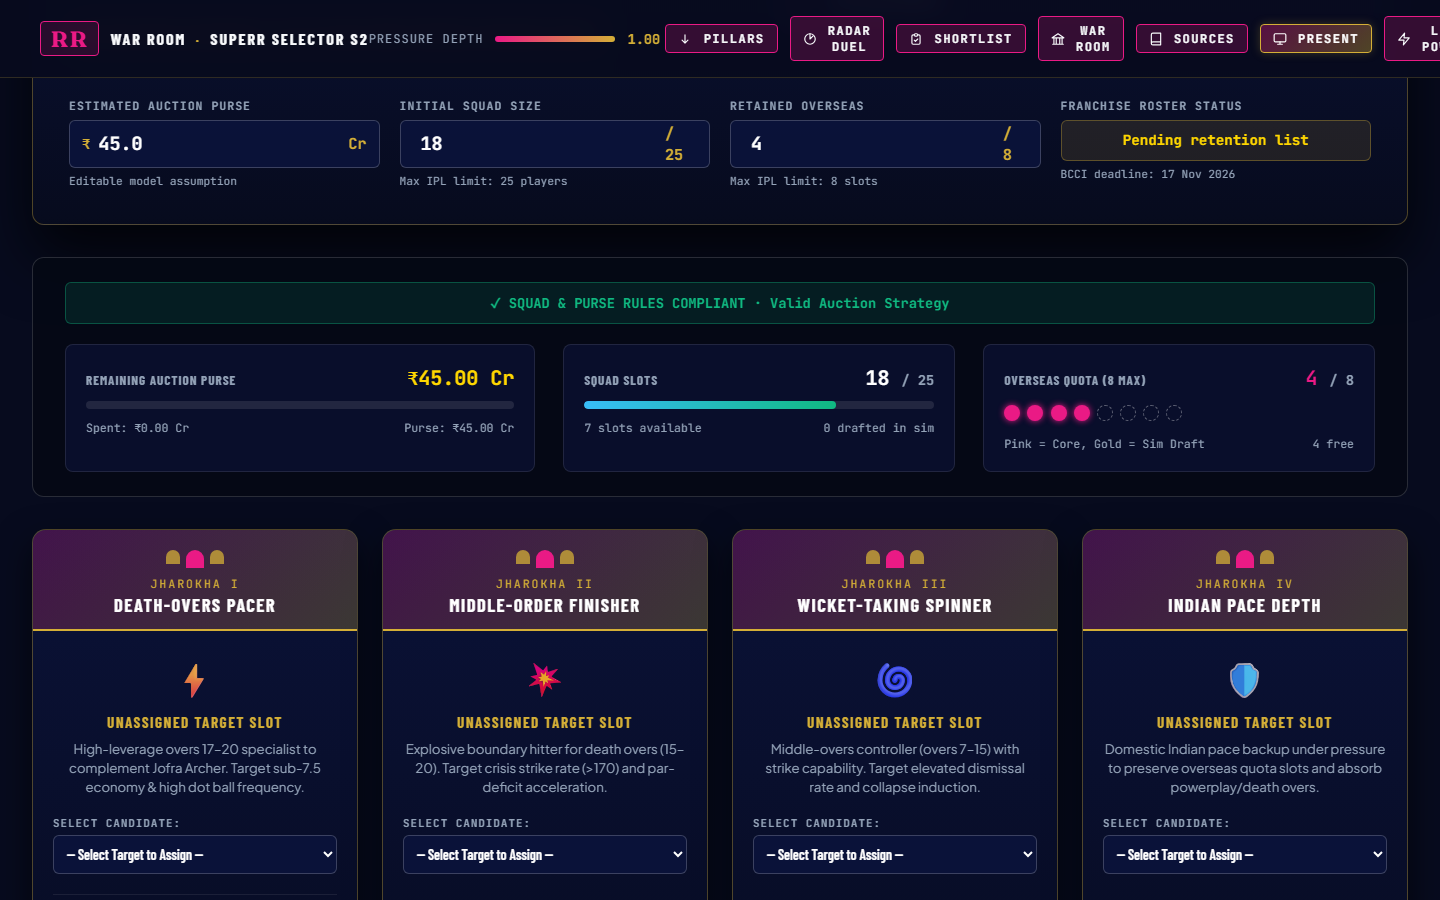 RR
WAR ROOM · SUPERR SELECTOR S2
PRESSURE DEPTH
1.00
PILLARS
RADAR
DUEL
SHORTLIST
WAR
ROOM
SOURCES
PRESENT
ESTIMATED AUCTION PURSE
₹ 45.0 Cr
Editable model assumption
INITIAL SQUAD SIZE
18 / 25
Max IPL limit: 25 players
RETAINED OVERSEAS
4 / 8
Max IPL limit: 8 slots
FRANCHISE ROSTER STATUS
Pending retention list
BCCI deadline: 17 Nov 2026
✓ SQUAD & PURSE RULES COMPLIANT · Valid Auction Strategy
REMAINING AUCTION PURSE ₹45.00 Cr
Spent: ₹0.00 Cr Purse: ₹45.00 Cr
SQUAD SLOTS 18 / 25
7 slots available 0 drafted in sim
OVERSEAS QUOTA (8 MAX) 4 / 8
Pink = Core, Gold = Sim Draft 4 free
JHAROKHA I
DEATH-OVERS PACER
UNASSIGNED TARGET SLOT
High-leverage overs 17–20 specialist to
complement Jofra Archer. Target sub-7.5
economy & high dot ball frequency.
SELECT CANDIDATE:
— Select Target to Assign —
JHAROKHA II
MIDDLE-ORDER FINISHER
UNASSIGNED TARGET SLOT
Explosive boundary hitter for death overs (15–
20). Target crisis strike rate (>170) and par-
deficit acceleration.
SELECT CANDIDATE:
— Select Target to Assign —
JHAROKHA III
WICKET-TAKING SPINNER
UNASSIGNED TARGET SLOT
Middle-overs controller (overs 7–15) with
strike capability. Target elevated dismissal
rate and collapse induction.
SELECT CANDIDATE:
— Select Target to Assign —
JHAROKHA IV
INDIAN PACE DEPTH
UNASSIGNED TARGET SLOT
Domestic Indian pace backup under pressure
to preserve overseas quota slots and absorb
powerplay/death overs.
SELECT CANDIDATE:
— Select Target to Assign —